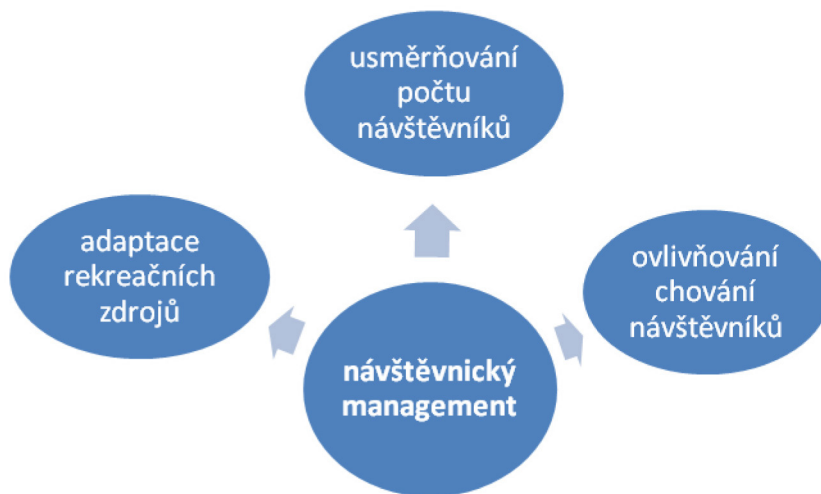 usměrňování
počtu
návštěvníků
adaptace
rekreačních
zdrojů
ovlivňování
chování
návštěvníků
návštěvnický
management